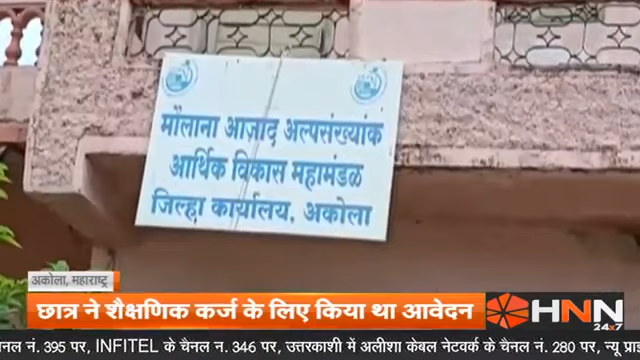 मौलाना आज़ाद अल्पसंख्यांक
आर्थिक विकास महामंडळ
जिल्हा कार्यालय, अकोला
अकोला, महाराष्ट्र
छात्र ने शैक्षणिक कर्ज के लिए किया था आवेदन
HNN
24x7
नल नं. 395 पर, INFITEL के चैनल न. 346 पर, उत्तरकाशी में अलीशा केबल नेटवर्क के चैनल न. 280 पर, न्यू प्राइ